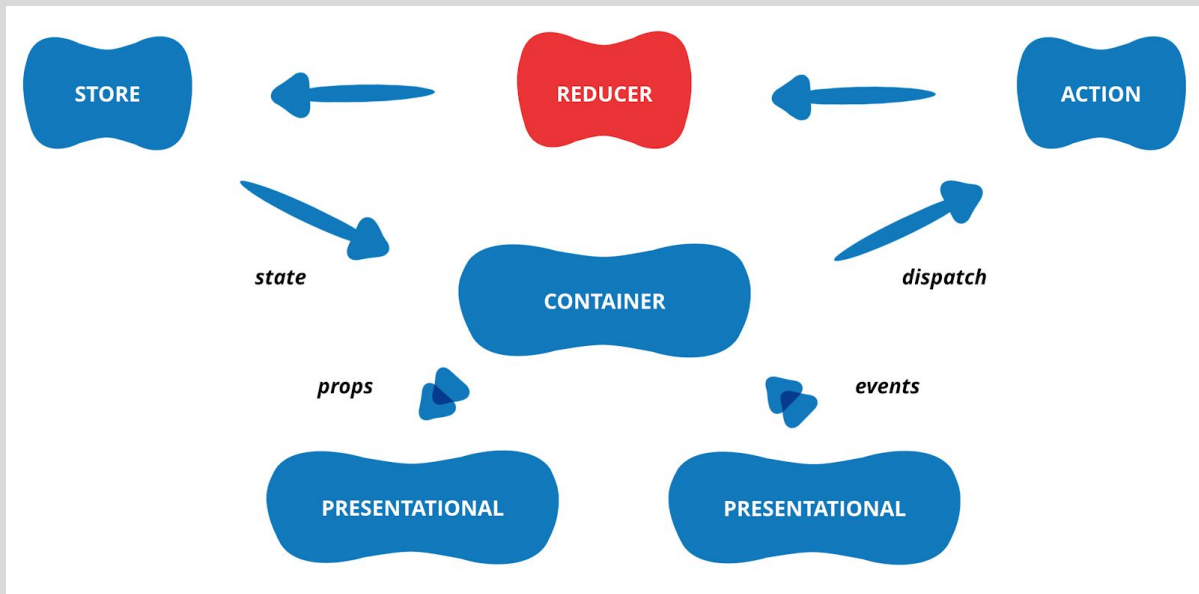 STORE
REDUCER
ACTION
state
dispatch
CONTAINER
props
events
PRESENTATIONAL
PRESENTATIONAL